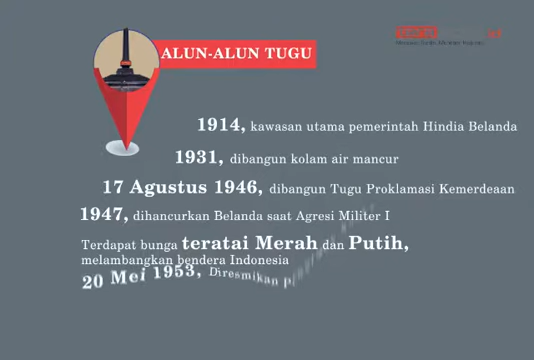 ALUN-ALUN TUGU
1914, kawasan utama pemerintah Hindia Belanda
1931, dibangun kolam air mancur
17 Agustus 1946, dibangun Tugu Proklamasi Kemerdeaan
1947, dihancurkan Belanda saat Agresi Militer I
Terdapat bunga teratai Merah dan Putih,
melambangkan bendera Indonesia
20 Mei 1953, Diresmikan